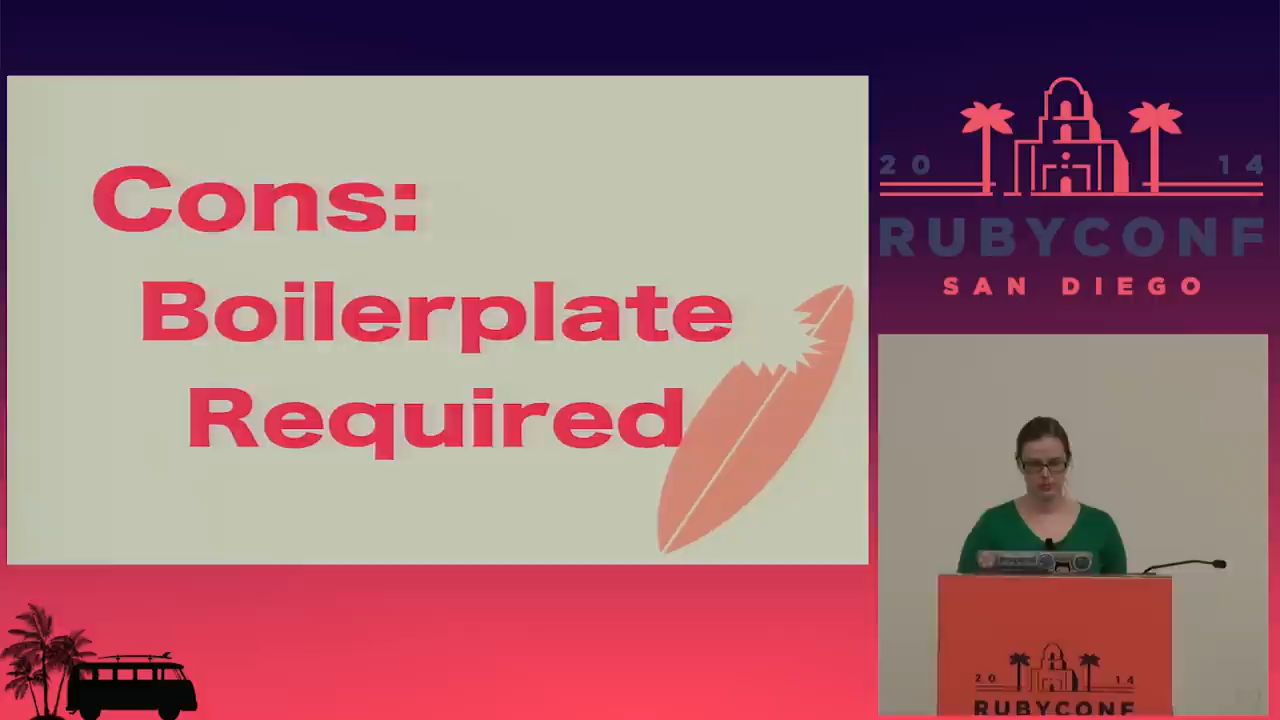 Cons:
Boilerplate
Required
20 14
RUBYCONF
SAN DIEGO
20 14
RUBYCONF